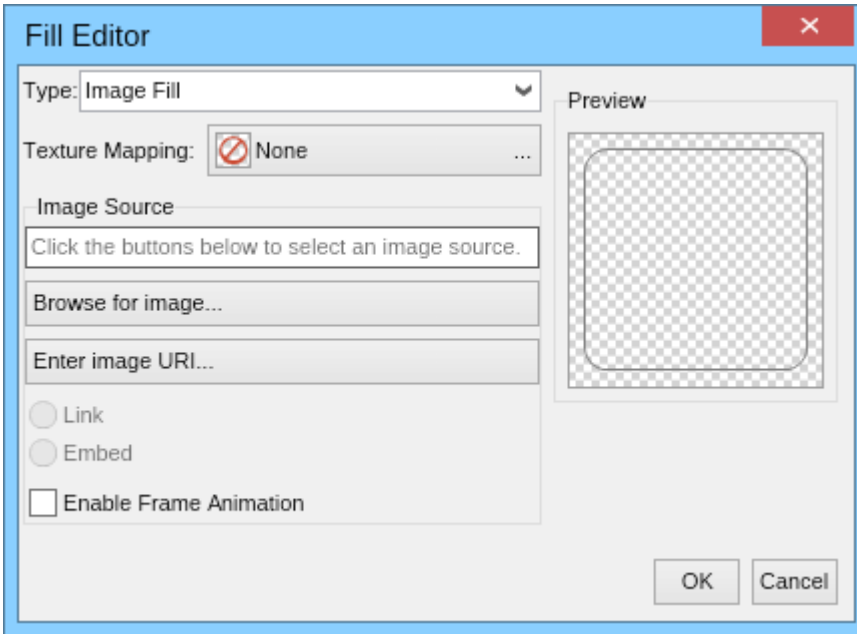 Fill Editor
Type: Image Fill
Preview
Texture Mapping: None ...
Image Source
Click the buttons below to select an image source.
Browse for image...
Enter image URI...
Link
Embed
Enable Frame Animation
OK Cancel